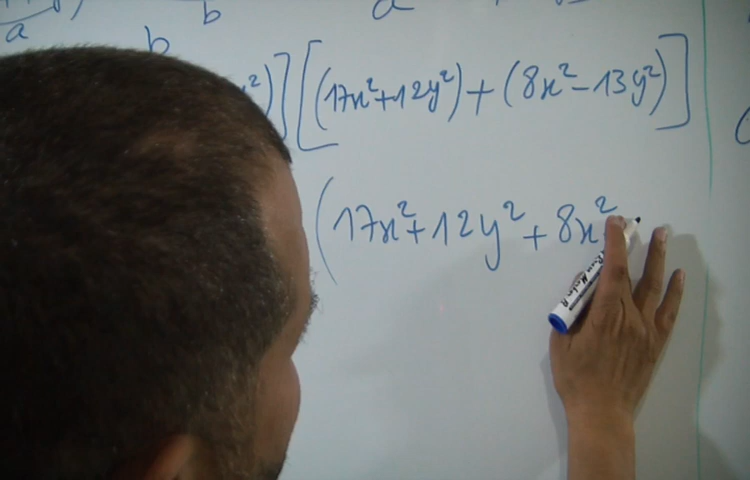 a b a
b
²)][(17x²+12y²)+(8x²-13y²)]
(17x²+12y²+8x²